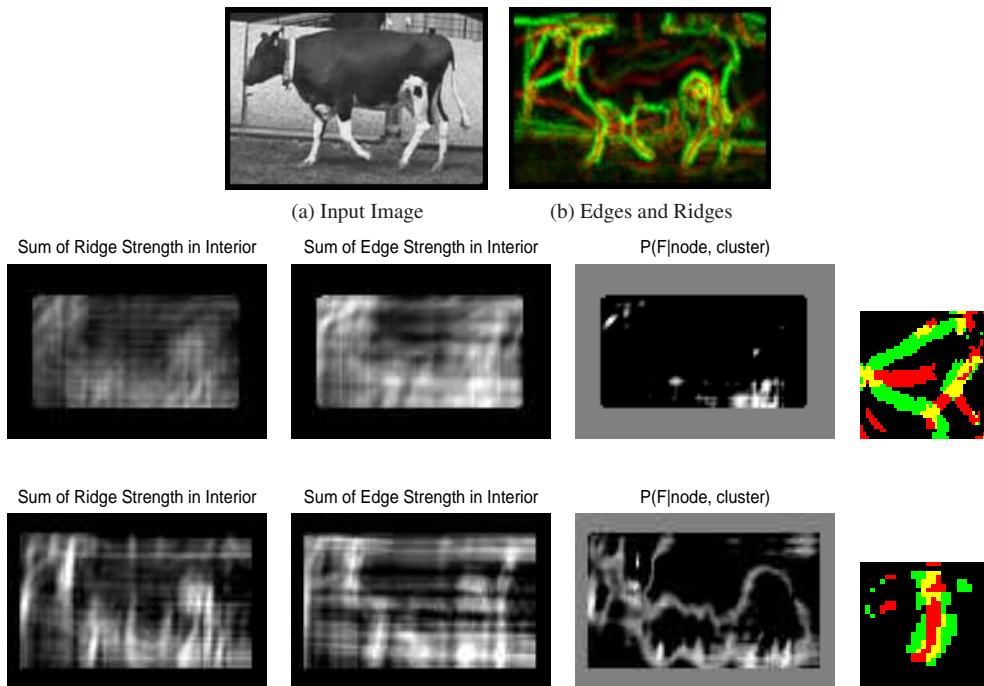 (a) Input Image
(b) Edges and Ridges
Sum of Ridge Strength in Interior
Sum of Edge Strength in Interior
P(F|node, cluster)
Sum of Ridge Strength in Interior
Sum of Edge Strength in Interior
P(F|node, cluster)